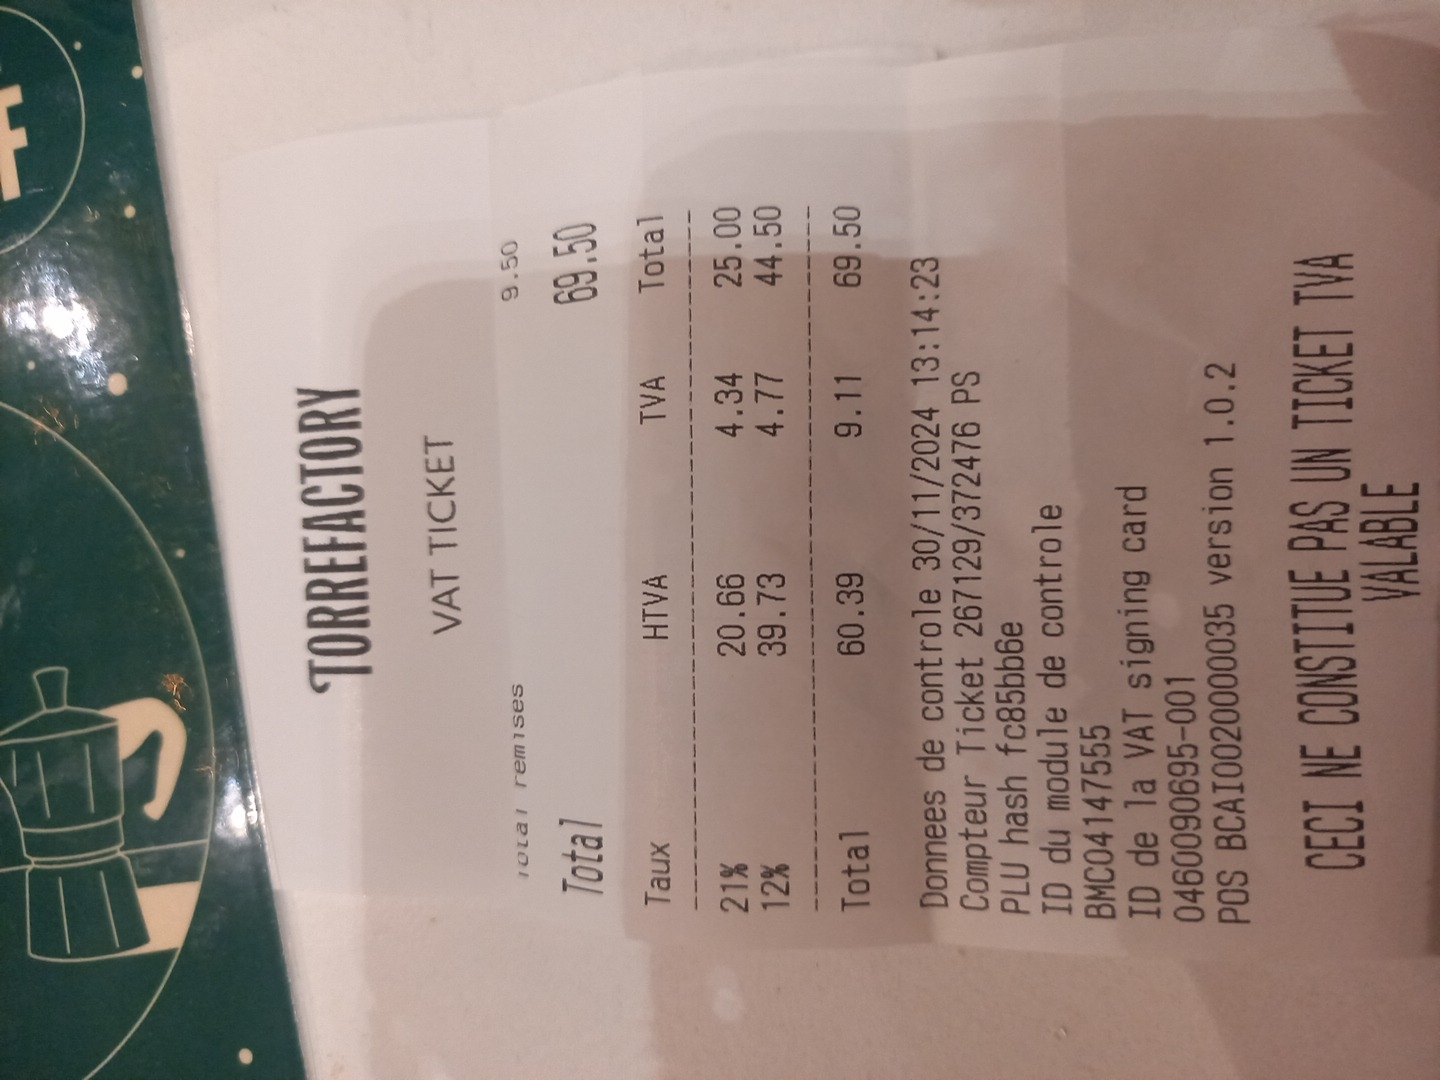 TORREFACTORY
VAT TICKET
Total remises 9.50
Total 69.50
Taux HTVA TVA Total
21% 20.66 4.34 25.00
12% 39.73 4.77 44.50
Total 60.39 9.11 69.50
Donnees de controle 30/11/2024 13:14:23
Compteur Ticket 267129/372476 PS
PLU hash fc85bb6e
ID du module de controle
BMC04147555
ID de la VAT signing card
0460090695-001
POS BCAI002000035 version 1.0.2
CECI NE CONSTITUE PAS UN TICKET TVA
VALABLE